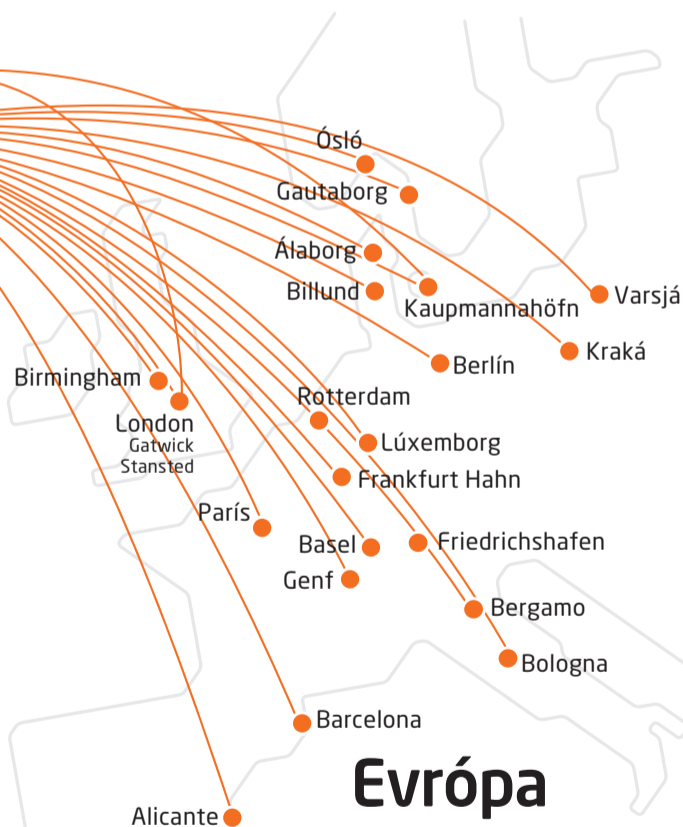 Ósló
Gautaborg
Álaborg
Billund
Kaupmannahöfn
Varsjá
Kraká
Berlín
Birmingham
London
Gatwick
Stansted
Rotterdam
Lúxemborg
Frankfurt Hahn
París
Basel
Friedrichshafen
Genf
Bergamo
Bologna
Barcelona
Evrópa
Alicante